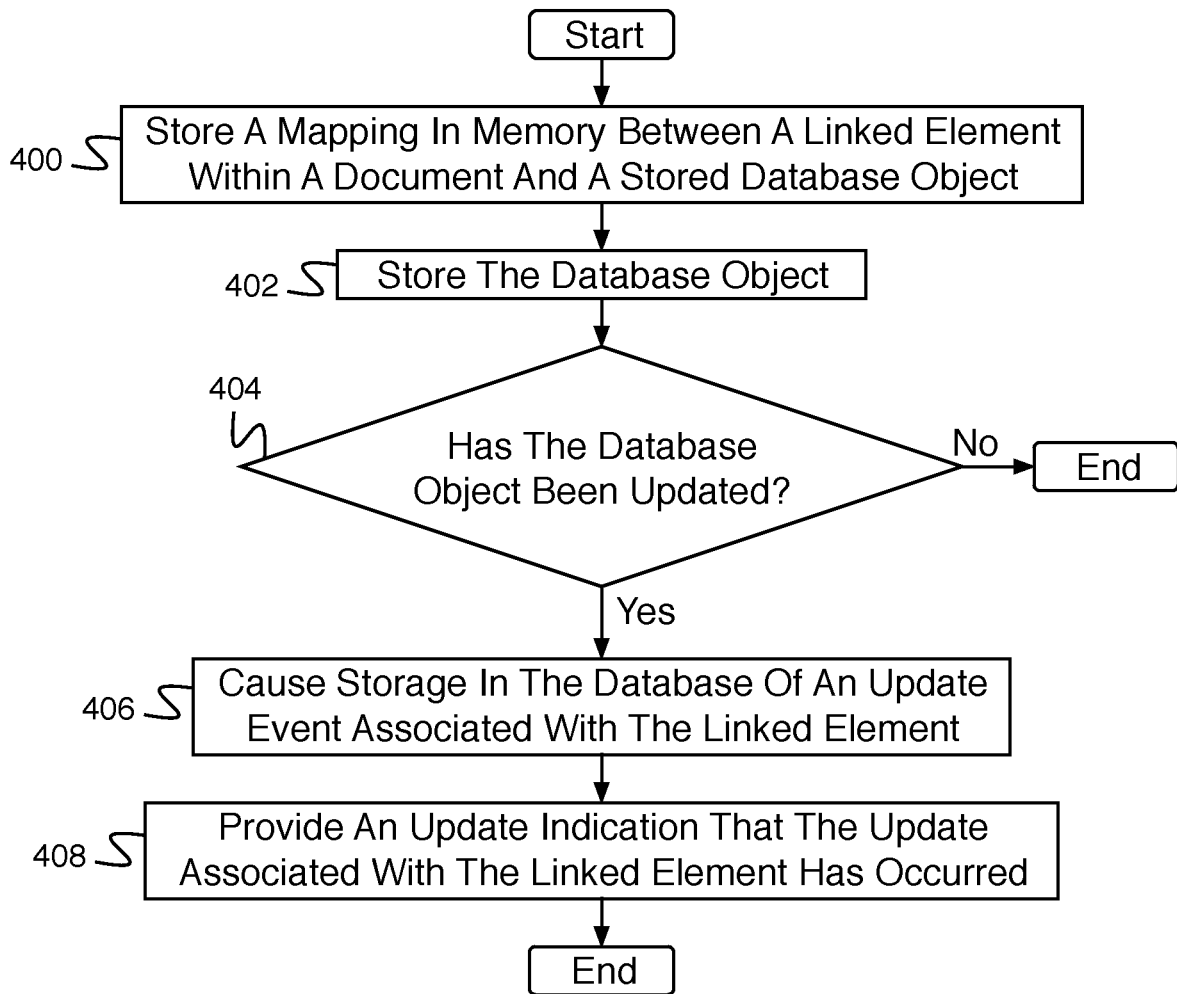 Start
400
Store A Mapping In Memory Between A Linked Element
Within A Document And A Stored Database Object
402
Store The Database Object
404
Has The Database
Object Been Updated?
No
End
Yes
406
Cause Storage In The Database Of An Update
Event Associated With The Linked Element
408
Provide An Update Indication That The Update
Associated With The Linked Element Has Occurred
End